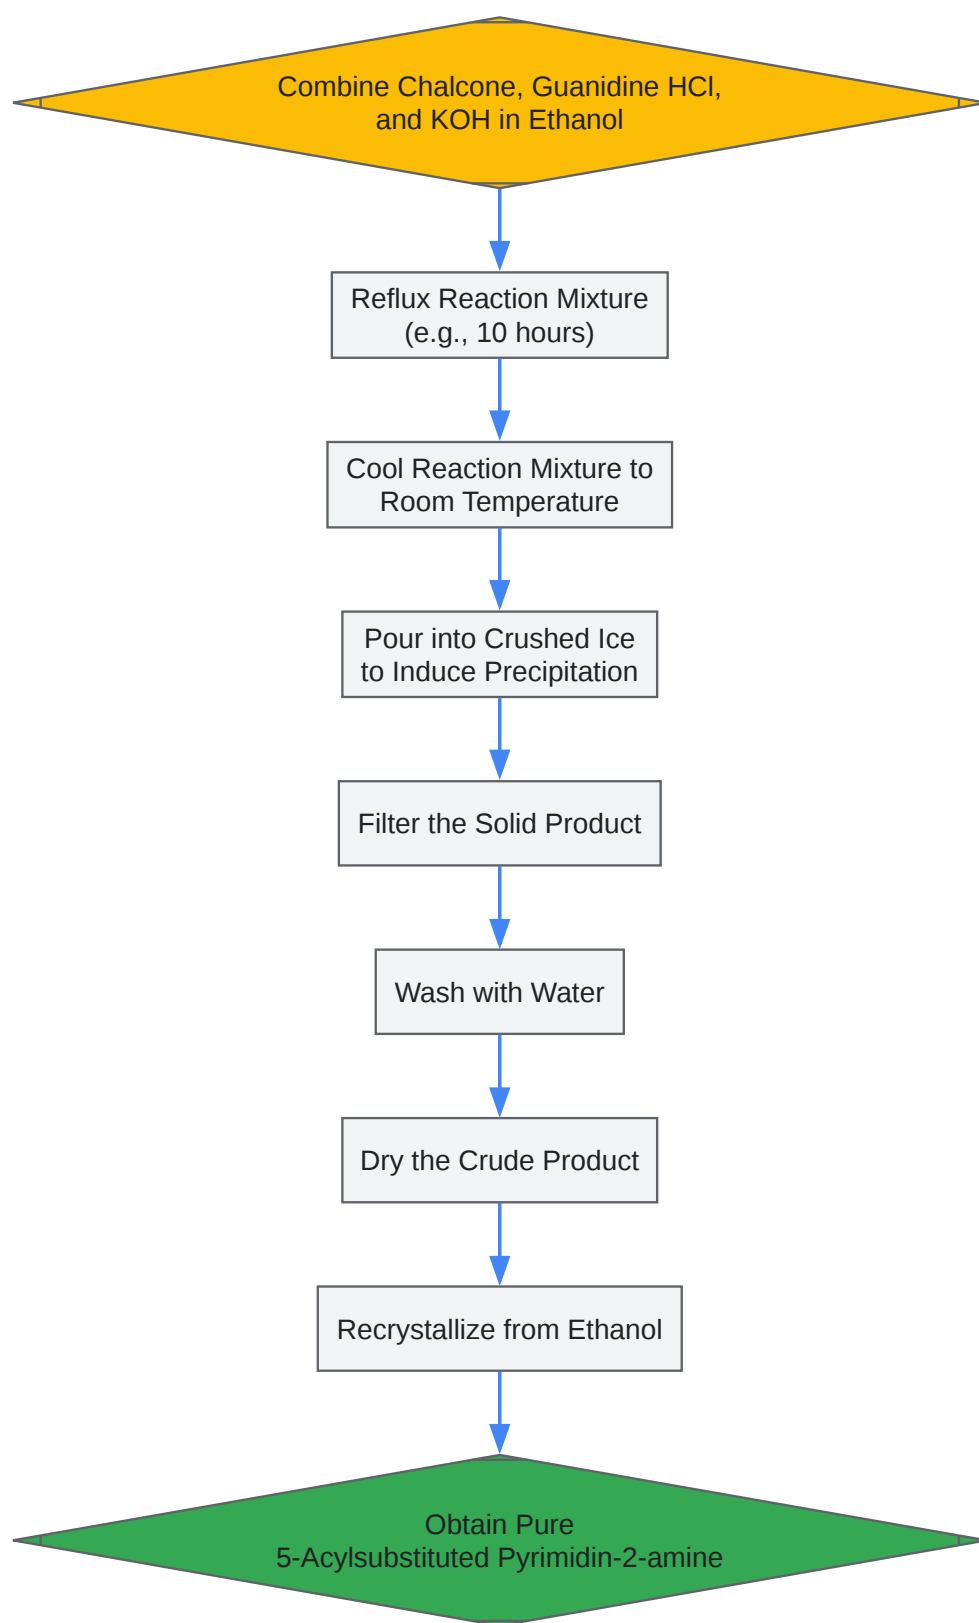 Combine Chalcone, Guanidine HCl,
and KOH in Ethanol
Reflux Reaction Mixture
(e.g., 10 hours)
Cool Reaction Mixture to
Room Temperature
Pour into Crushed Ice
to Induce Precipitation
Filter the Solid Product
Wash with Water
Dry the Crude Product
Recrystallize from Ethanol
Obtain Pure
5-Acylsubstituted Pyrimidin-2-amine